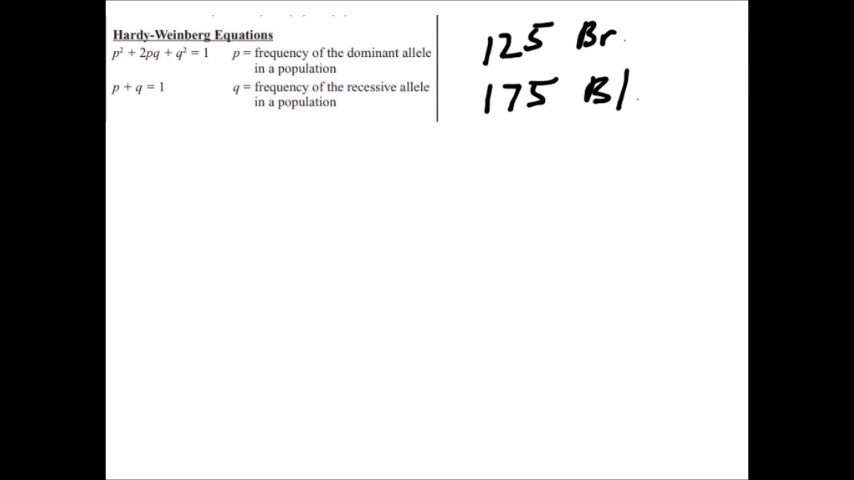 Hardy-Weinberg Equations
p² + 2pq + q² = 1 p = frequency of the dominant allele
in a population
p + q = 1 q = frequency of the recessive allele
in a population
125 Br
175 Bl